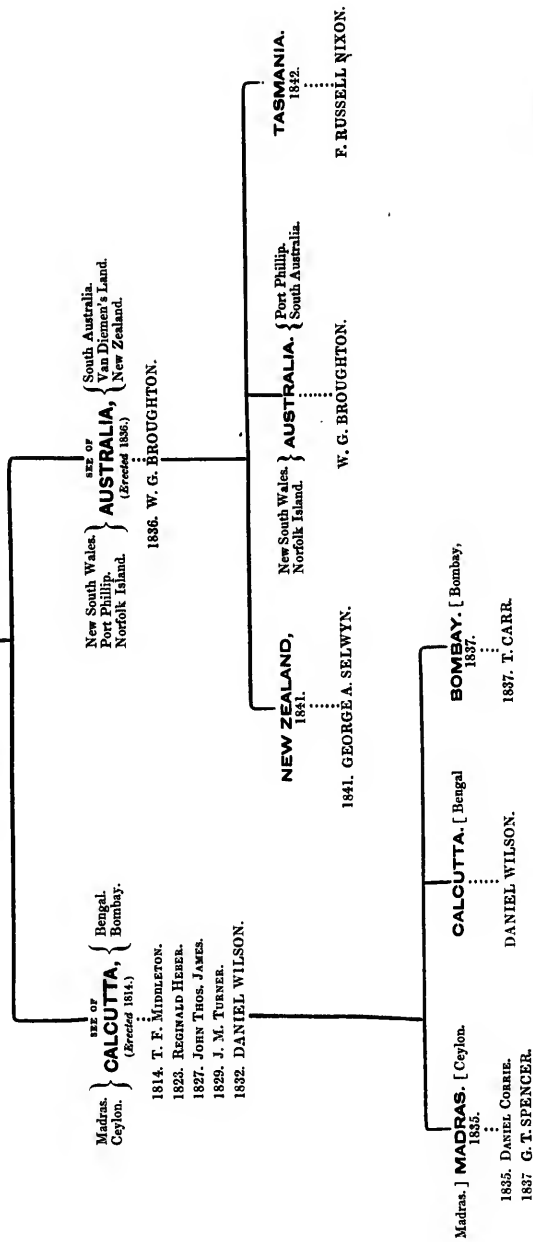 Madras.
Ceylon.
SEE OF
CALCUTTA,
(Erected 1814.)
Bengal.
Bombay.
1814. T. F. MIDDLETON.
1823. REGINALD HEBER.
1827. JOHN THOS. JAMES.
1829. J. M. TURNER.
1832. DANIEL WILSON.
New South Wales.
Port Phillip.
Norfolk Island.
SEE OF
AUSTRALIA,
(Erected 1836.)
South Australia.
Van Diemen's Land.
New Zealand.
1836. W. G. BROUGHTON.
NEW ZEALAND,
1841.
1841. GEORGE A. SELWYN.
New South Wales.
Norfolk Island.
AUSTRALIA.
Port Phillip.
South Australia.
W. G. BROUGHTON.
TASMANIA.
1842.
F. RUSSELL NIXON.
Madras. ] MADRAS. [ Ceylon.
1835.
1835. DANIEL CORRIE.
1837 G. T. SPENCER.
CALCUTTA. [ Bengal
DANIEL WILSON.
BOMBAY. [ Bombay,
1837.
1837. T. CARR.